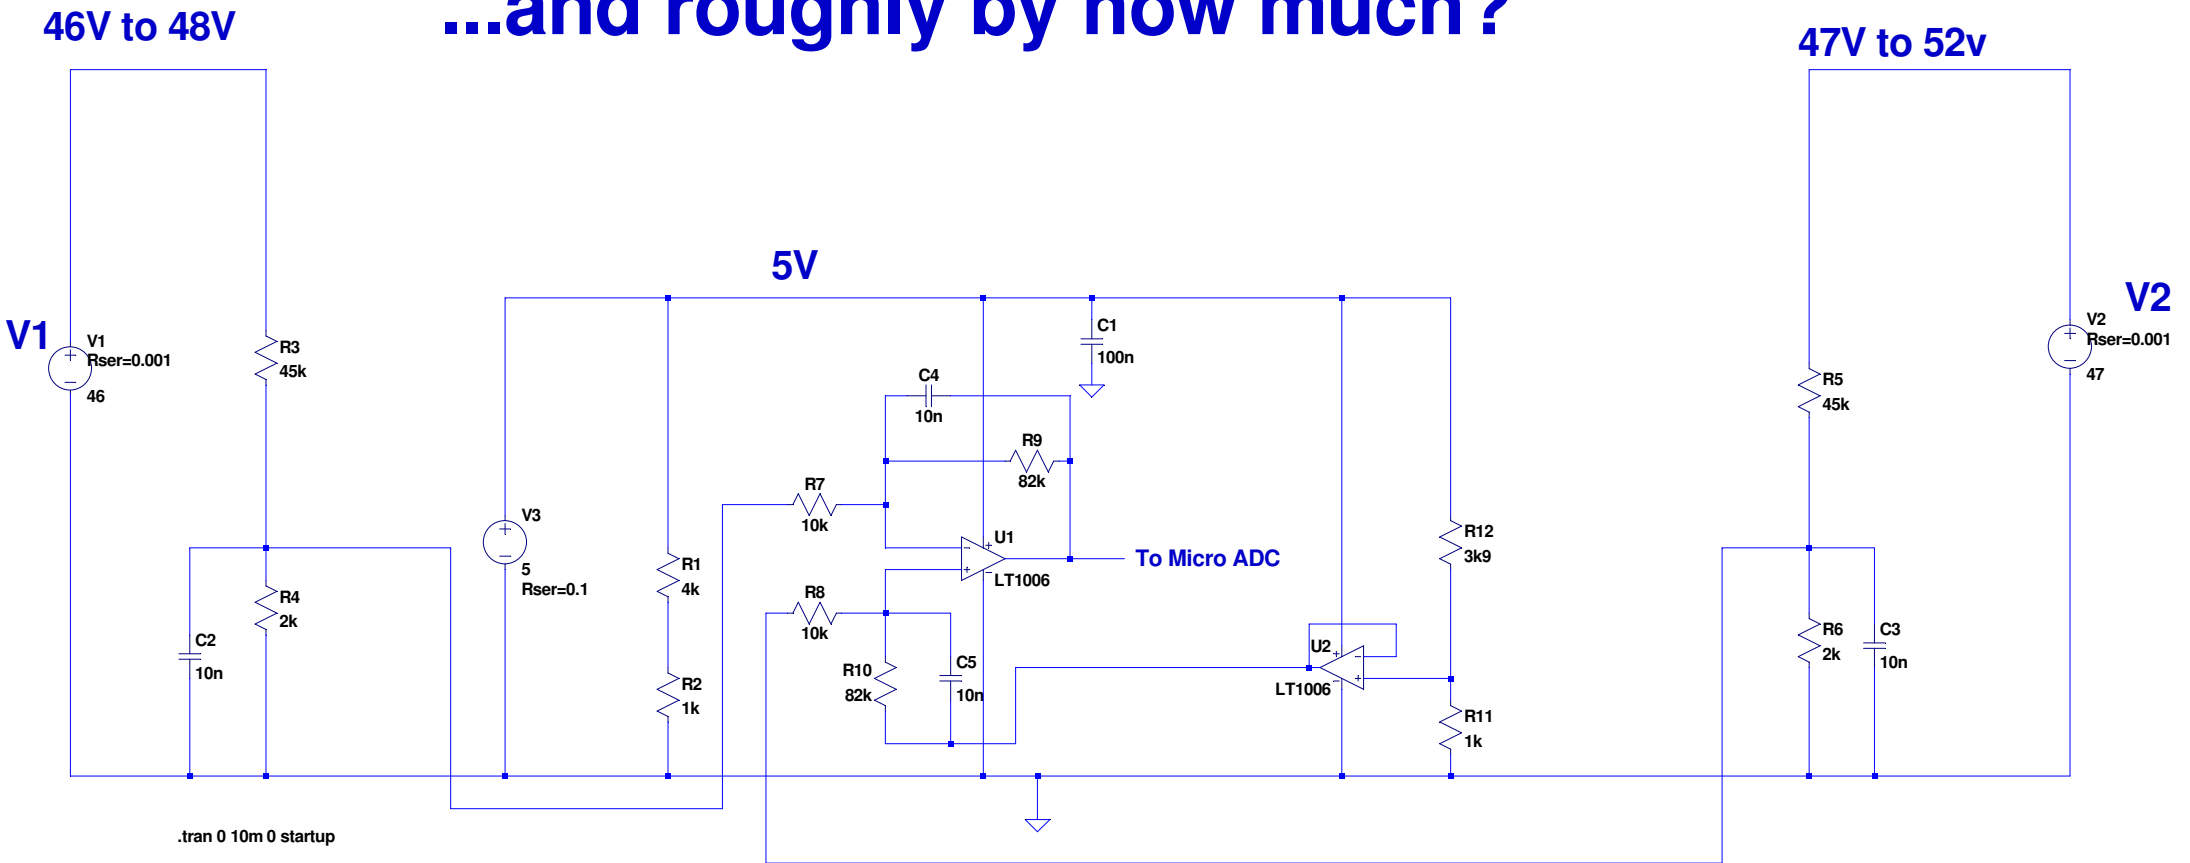 ...and roughly by how much?
46V to 48V
47V to 52v
5V
V1
V1
Rser=0.001
46
R3
45k
R4
2k
C2
10n
V3
5
Rser=0.1
R1
4k
R2
1k
C1
100n
C4
10n
R9
82k
R7
10k
U1
LT1006
To Micro ADC
R8
10k
R10
82k
C5
10n
U2
LT1006
R12
3k9
R11
1k
R5
45k
R6
2k
C3
10n
V2
V2
Rser=0.001
47
.tran 0 10m 0 startup